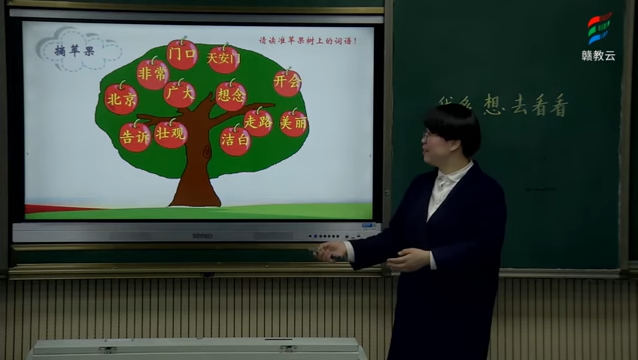 摘苹果
请读准苹果树上的词语！
门口
天安门
非常
开会
北京
广大
想念
告诉
壮观
走路
美丽
洁白
我多想去看看
赣教云